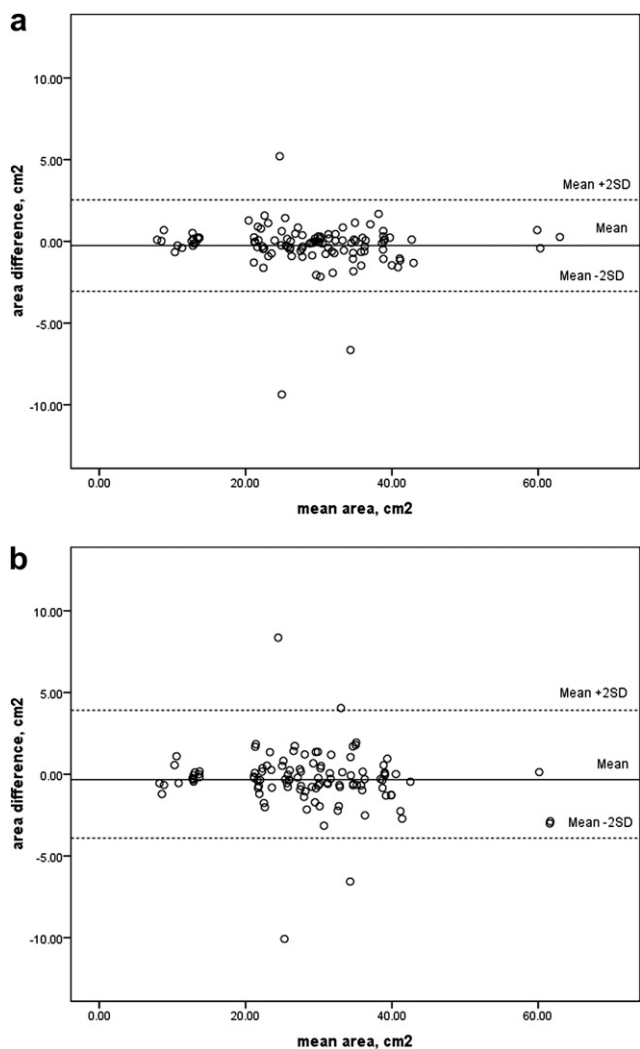 a
10.00
5.00
0.00
-5.00
-10.00
area difference, cm2
Mean +2SD
Mean
Mean -2SD
0.00 20.00 40.00 60.00
mean area, cm2
b
10.00
5.00
0.00
-5.00
-10.00
area difference, cm2
Mean +2SD
Mean
Mean -2SD
0.00 20.00 40.00 60.00
mean area, cm2